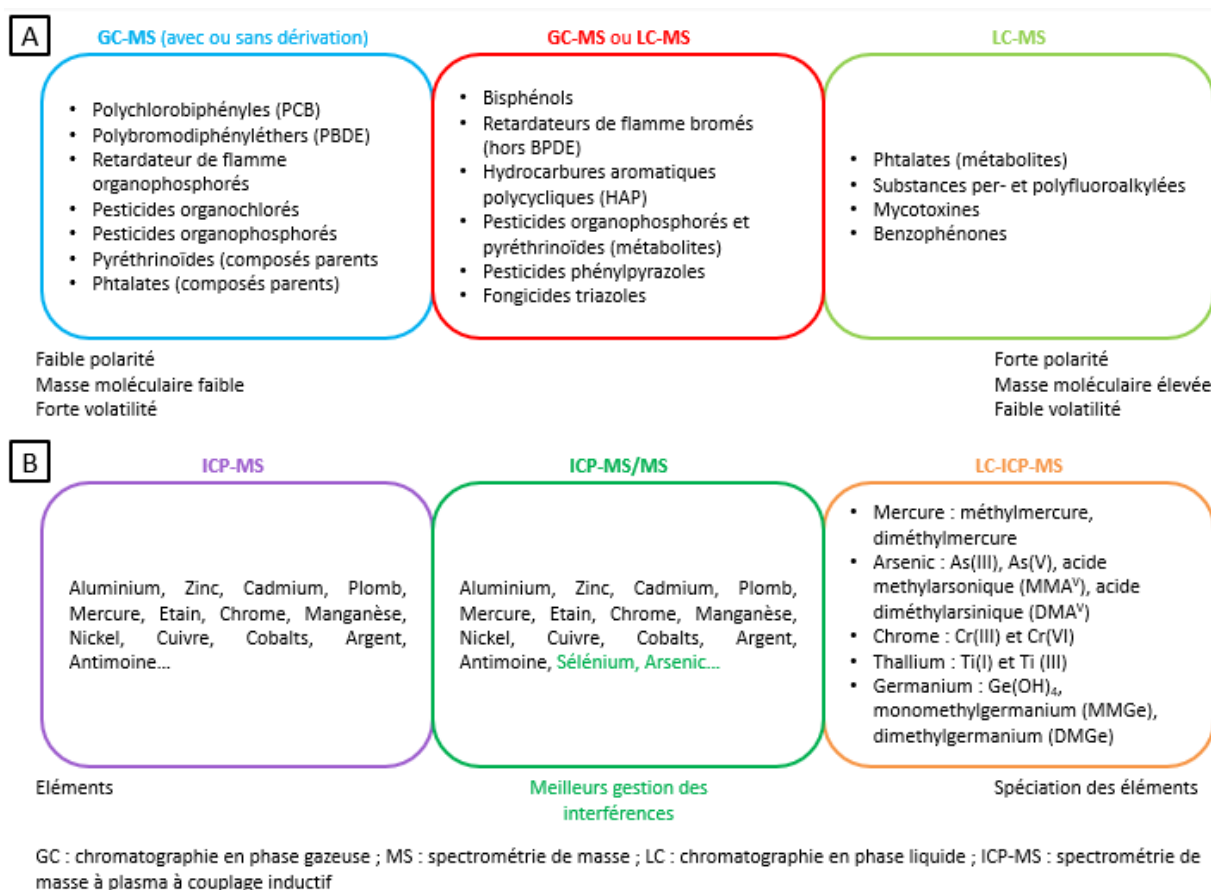 A
GC-MS (avec ou sans dérivation)
• Polychlorobiphényles (PCB)
• Polybromodiphényléthers (PBDE)
• Retardateur de flamme
organophosphorés
• Pesticides organochlorés
• Pesticides organophosphorés
• Pyréthrinoïdes (composés parents
• Phtalates (composés parents)
GC-MS ou LC-MS
• Bisphénols
• Retardateurs de flamme bromés
(hors BPDE)
• Hydrocarbures aromatiques
polycycliques (HAP)
• Pesticides organophosphorés et
pyréthrinoïdes (métabolites)
• Pesticides phénylpyrazoles
• Fongicides triazoles
LC-MS
• Phtalates (métabolites)
• Substances per- et polyfluoroalkylées
• Mycotoxines
• Benzophénones
Faible polarité
Masse moléculaire faible
Forte volatilité
Forte polarité
Masse moléculaire élevée
Faible volatilité
B
ICP-MS
Aluminium, Zinc, Cadmium, Plomb,
Mercure, Etain, Chrome, Manganèse,
Nickel, Cuivre, Cobalts, Argent,
Antimoine...
ICP-MS/MS
Aluminium, Zinc, Cadmium, Plomb,
Mercure, Etain, Chrome, Manganèse,
Nickel, Cuivre, Cobalts, Argent,
Antimoine, Sélénium, Arsenic...
LC-ICP-MS
• Mercure : méthylmercure,
diméthylmercure
• Arsenic : As(III), As(V), acide
methylarsonique (MMAⱽ), acide
diméthylarsinique (DMAⱽ)
• Chrome : Cr(III) et Cr(VI)
• Thallium : Ti(I) et Ti (III)
• Germanium : Ge(OH)₄,
monomethylgermanium (MMGe),
dimethylgermanium (DMGe)
Eléments
Meilleurs gestion des
interférences
Spéciation des éléments
GC : chromatographie en phase gazeuse ; MS : spectrométrie de masse ; LC : chromatographie en phase liquide ; ICP-MS : spectrométrie de
masse à plasma à couplage inductif